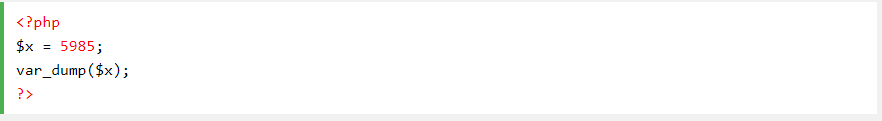 <?php
$x = 5985;
var_dump($x);
?>